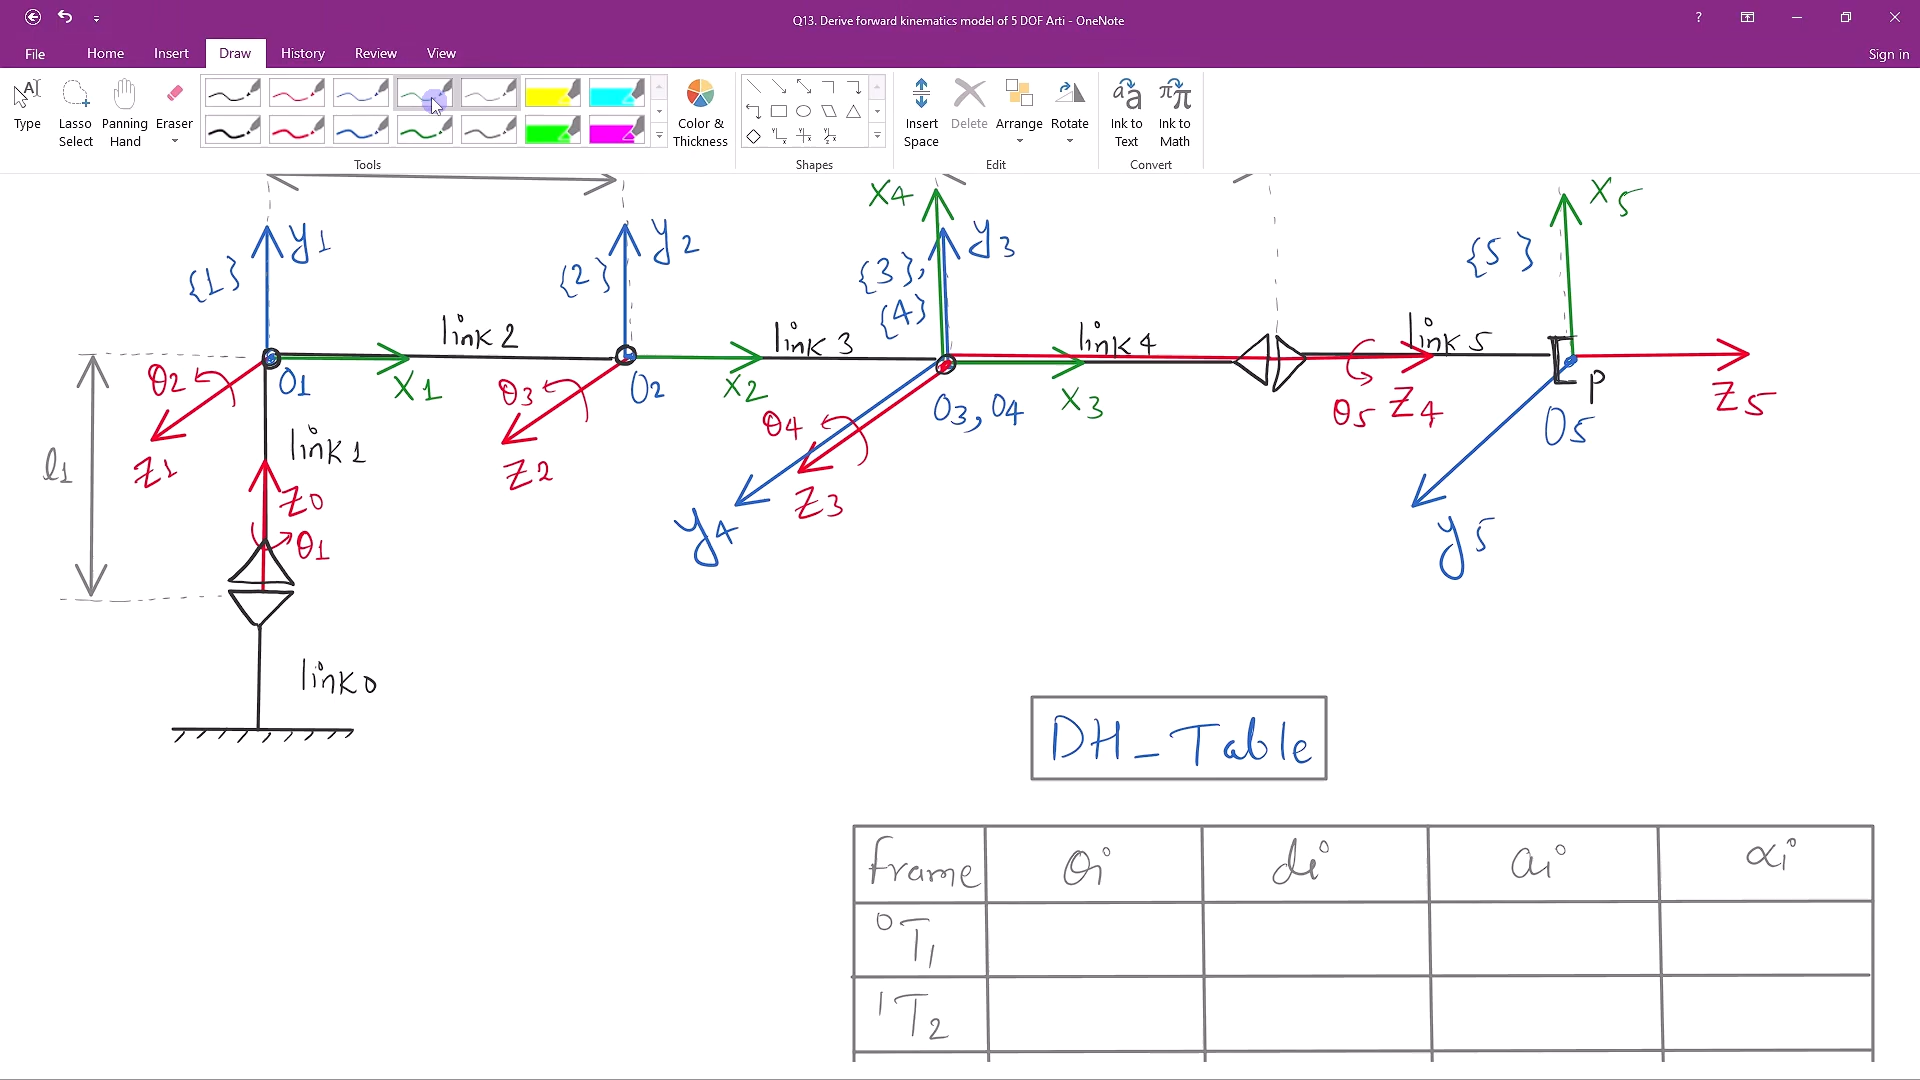 Q13. Derive forward kinematics model of 5 DOF Arti - OneNote
File Home Insert Draw History Review View
Sign in
Type
Lasso Select
Panning Hand
Eraser
Color & Thickness
Insert Space
Delete
Arrange
Rotate
Ink to Text
Ink to Math
Tools
Shapes
Edit
Convert
x4
x5
y1
y2
y3
{1}
{2}
{3},
{4}
{5}
link 2
link 3
link 4
link 5
θ2
O1
x1
θ3
O2
x2
θ4
O3, O4
x3
θ5
z4
P
O5
z5
l1
z1
link 1
z2
z3
y4
y5
z0
θ1
link 0
DH_Table
frame θi di ai αi
0T1
1T2